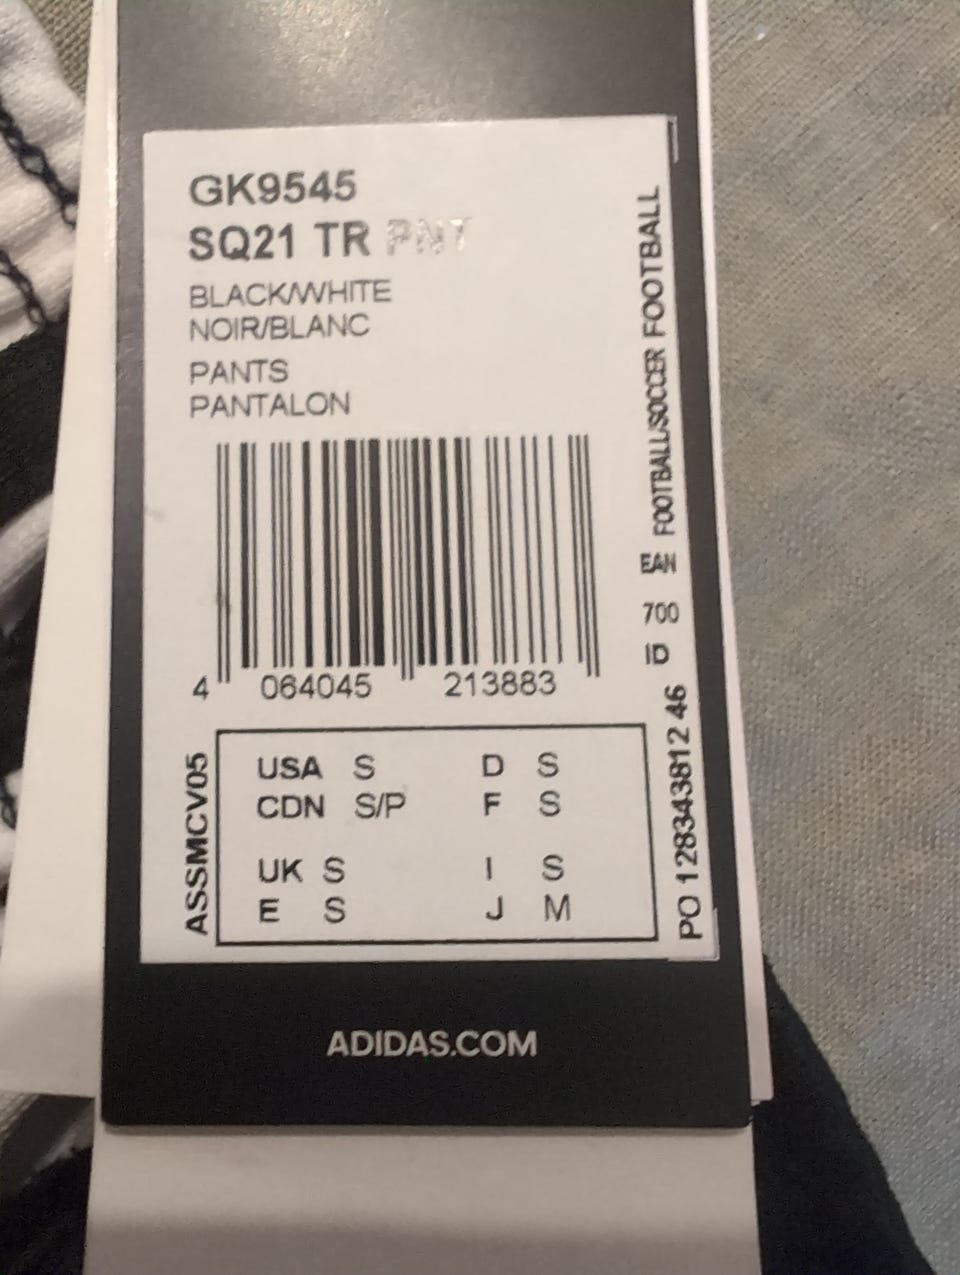 GK9545
SQ21 TR PNT
BLACK/WHITE
NOIR/BLANC
PANTS
PANTALON
4 064045 213883
USA S D S
CDN S/P F S
UK S I S
E S J M
ASSMCV05
PO 128343812 46 ID 700 EAN FOOTBALL/SOCCER FOOTBALL
ADIDAS.COM